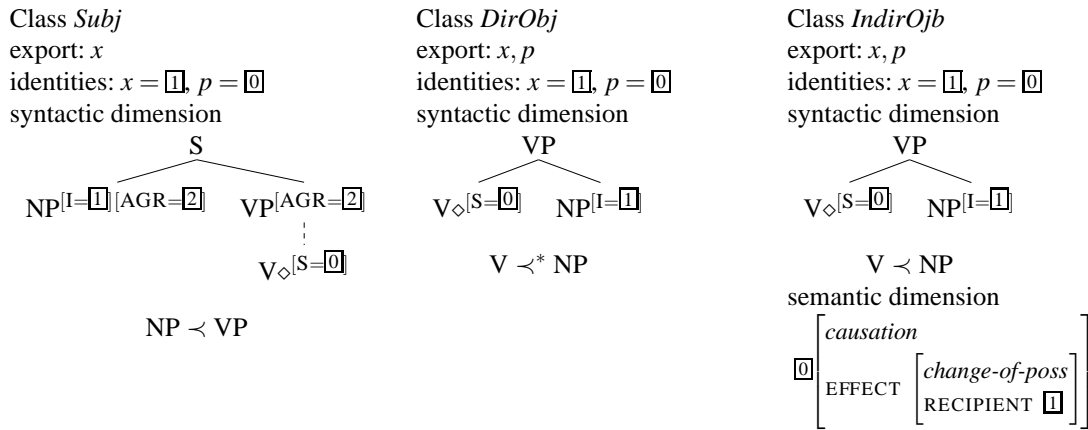 Class Subj
export: x
identities: x = 1, p = 0
syntactic dimension
S
NP[I=1][AGR=2] VP[AGR=2]
V⋄[S=0]
NP ≺ VP
Class DirObj
export: x, p
identities: x = 1, p = 0
syntactic dimension
VP
V⋄[S=0] NP[I=1]
V ≺* NP
Class IndirOjb
export: x, p
identities: x = 1, p = 0
syntactic dimension
VP
V⋄[S=0] NP[I=1]
V ≺ NP
semantic dimension
causation
0
EFFECT
change-of-poss
RECIPIENT 1